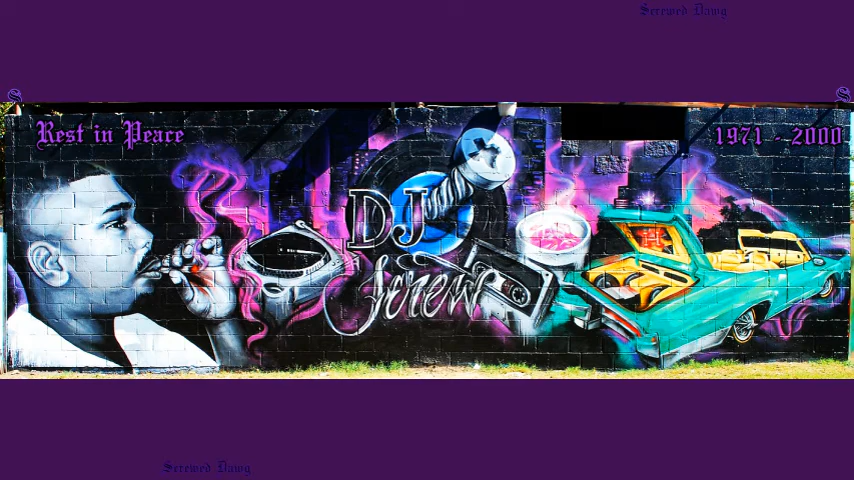 Screwed Dawg
S
S
Rest in Peace
1971 - 2000
DJ
Screw
Screwed Dawg